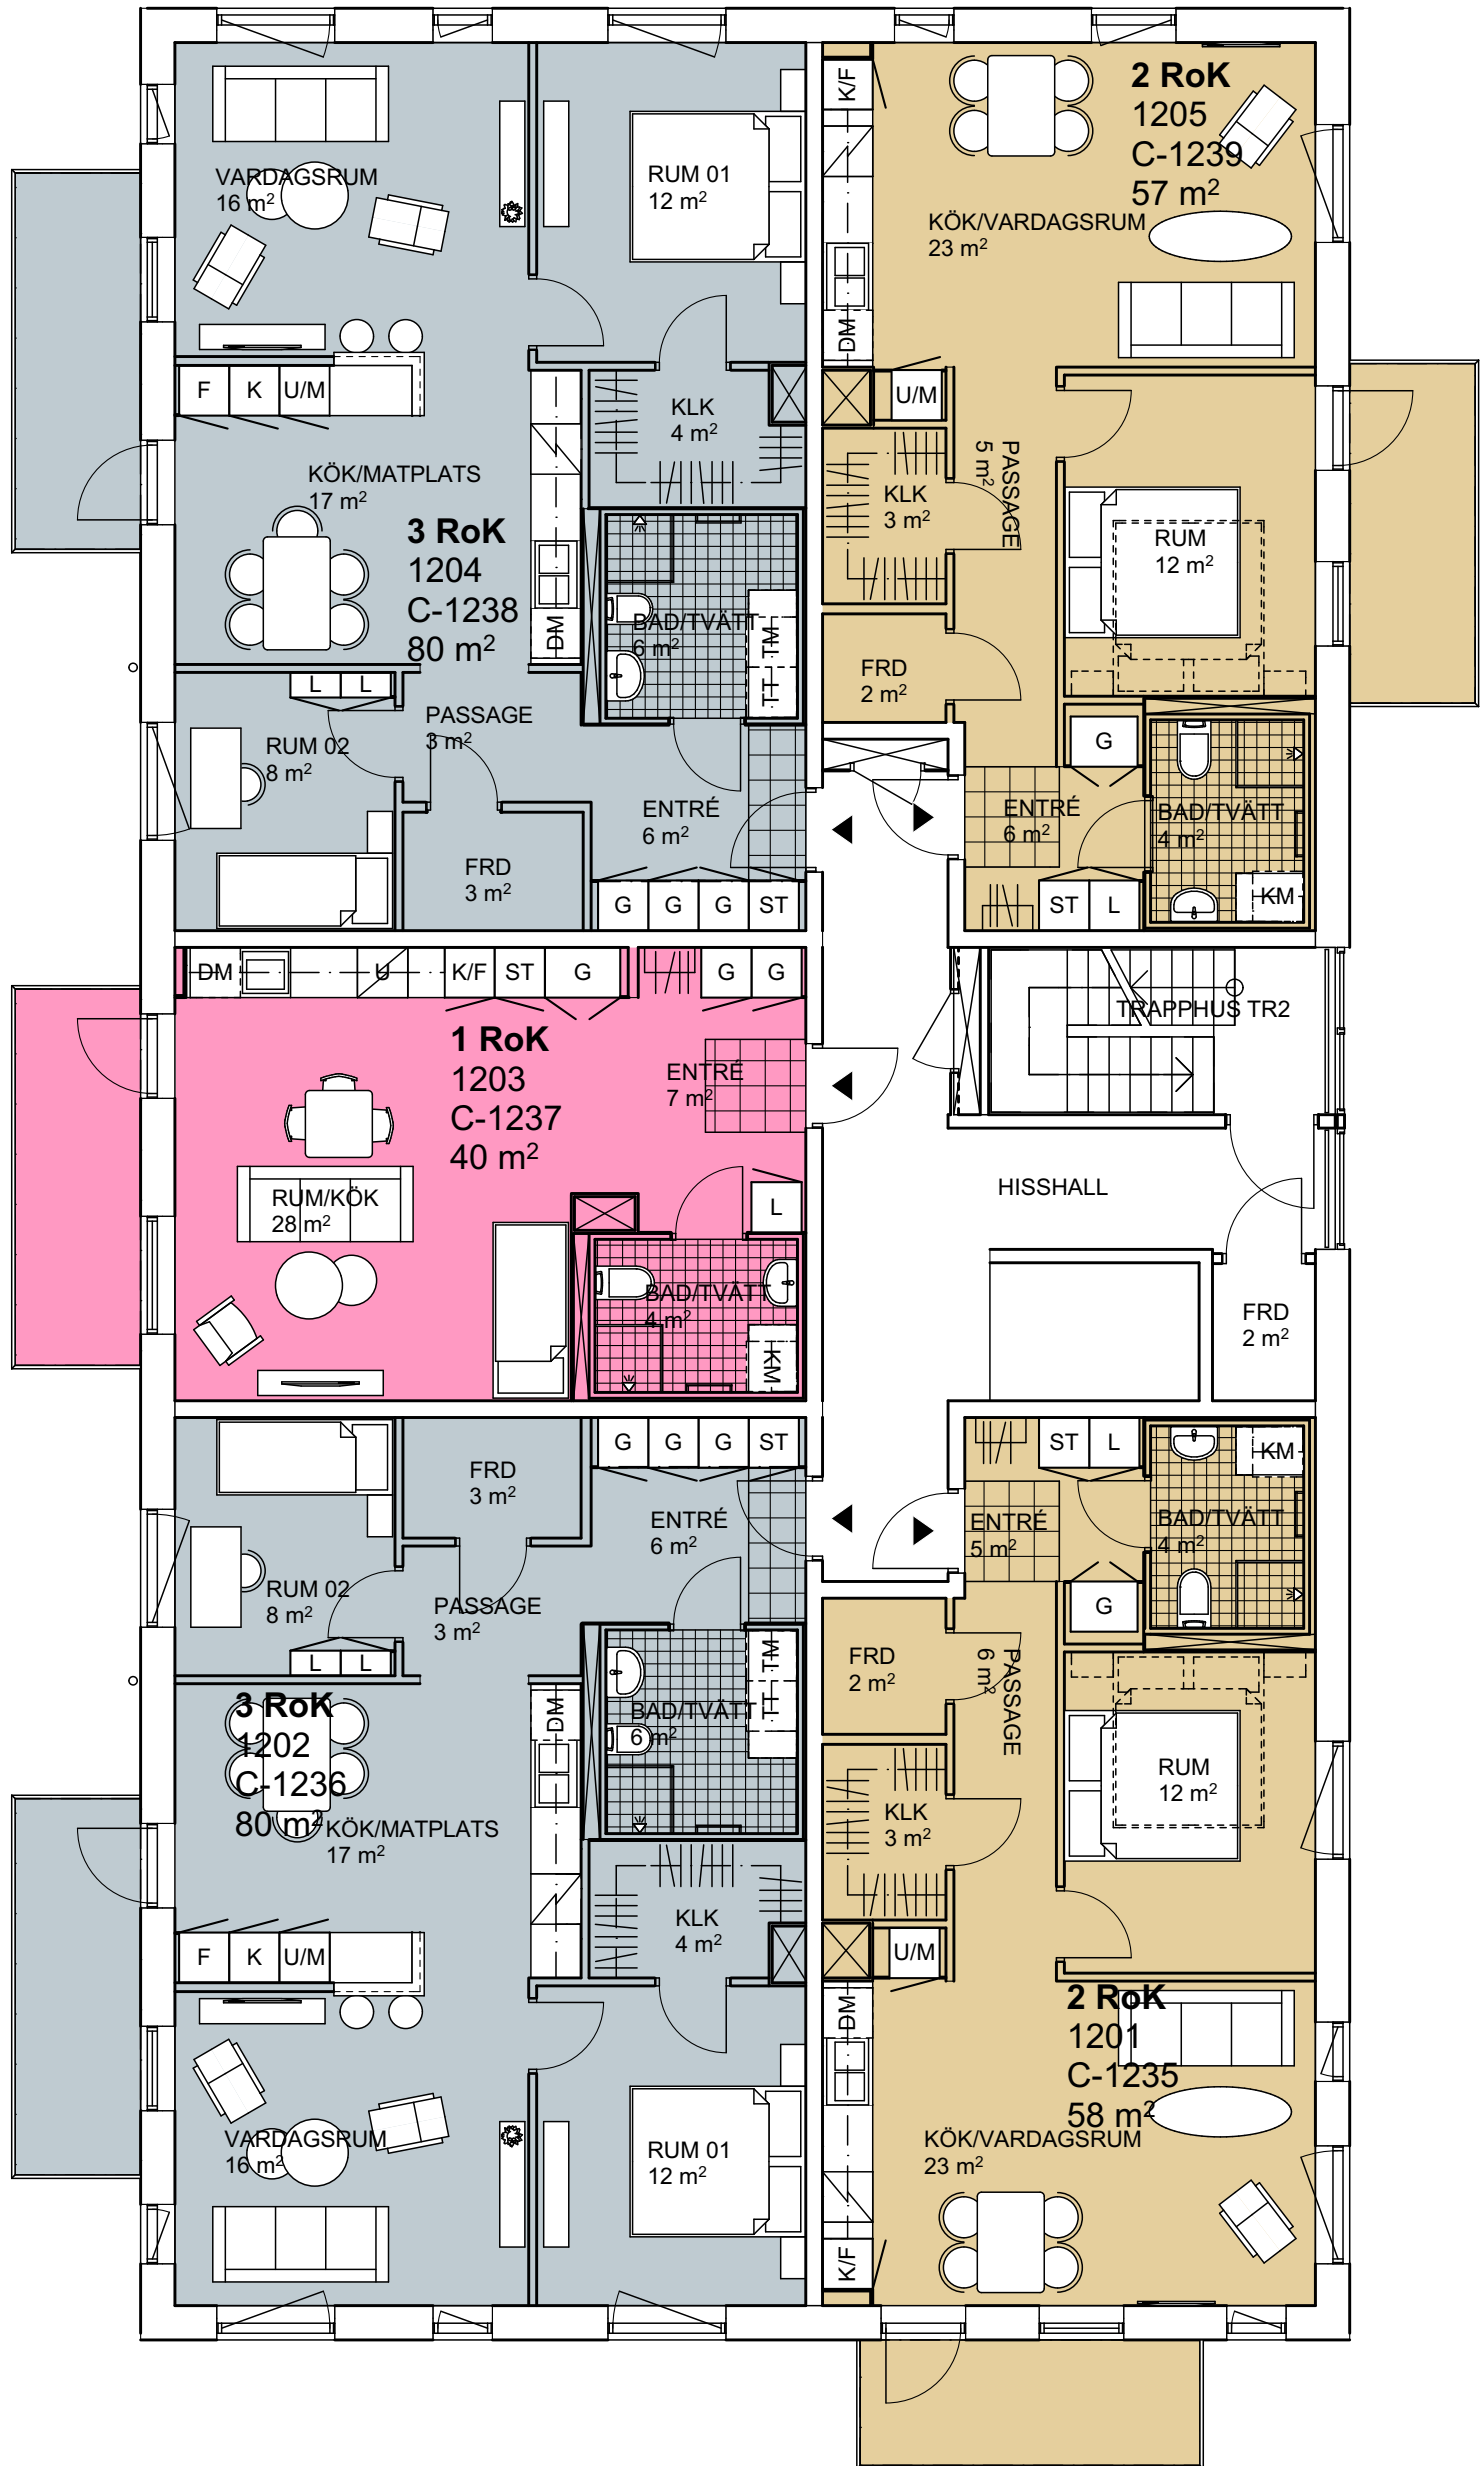 VARDAGSRUM
16 m²
RUM 01
12 m²
K/F
2 RoK
1205
C-1239
57 m²
KÖK/VARDAGSRUM
23 m²
DM
F
K
U/M
KLK
4 m²
U/M
KÖK/MATPLATS
17 m²
3 RoK
1204
C-1238
80 m²
DM
BAD/TVÄTT
6 m²
TM
TT
KLK
3 m²
PASSAGE
5 m²
RUM
12 m²
FRD
2 m²
L
L
PASSAGE
3 m²
RUM 02
8 m²
ENTRÉ
6 m²
FRD
3 m²
G
G
G
ST
G
ENTRÉ
6 m²
BAD/TVÄTT
4 m²
ST
L
KM
DM
U
K/F
ST
G
G
G
1 RoK
1203
C-1237
40 m²
ENTRÉ
7 m²
TRAPPHUS TR2
RUM/KÖK
28 m²
L
HISSHALL
BAD/TVÄTT
4 m²
KM
FRD
2 m²
FRD
3 m²
G
G
G
ST
ENTRÉ
6 m²
RUM 02
8 m²
PASSAGE
3 m²
L
L
ST
L
KM
ENTRÉ
5 m²
BAD/TVÄTT
4 m²
G
FRD
2 m²
PASSAGE
6 m²
3 RoK
1202
C-1236
80 m²
KÖK/MATPLATS
17 m²
DM
BAD/TVÄTT
6 m²
TM
TT
RUM
12 m²
KLK
3 m²
F
K
U/M
KLK
4 m²
U/M
DM
2 RoK
1201
C-1235
58 m²
VARDAGSRUM
16 m²
RUM 01
12 m²
KÖK/VARDAGSRUM
23 m²
K/F